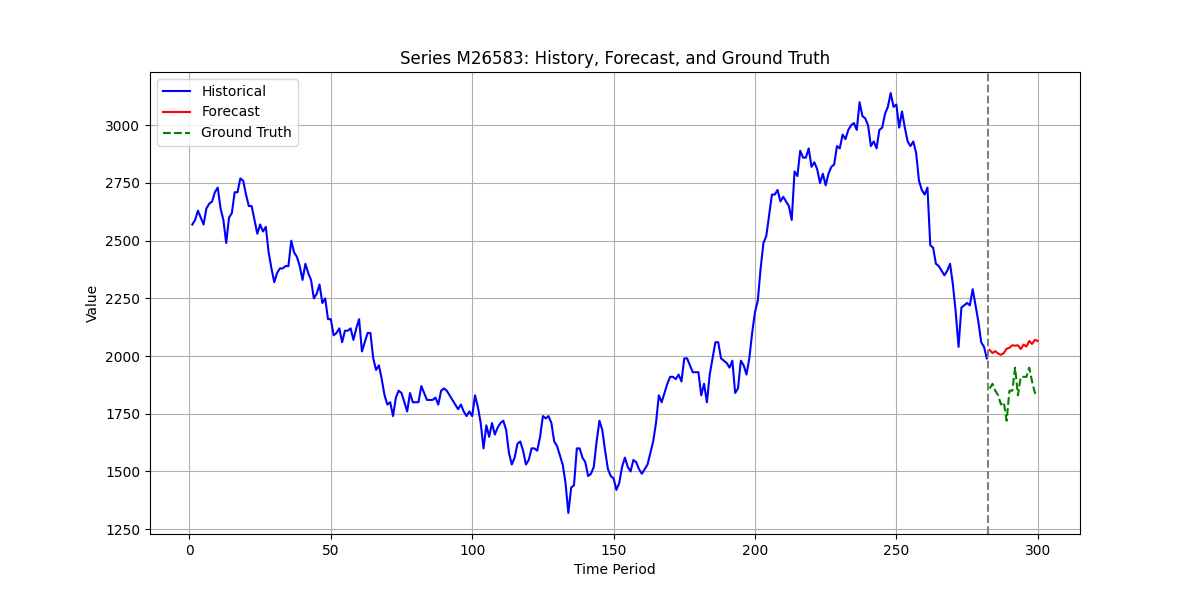 Series M26583: History, Forecast, and Ground Truth
Historical
Forecast
Ground Truth
Value
3000
2750
2500
2250
2000
1750
1500
1250
0 50 100 150 200 250 300
Time Period